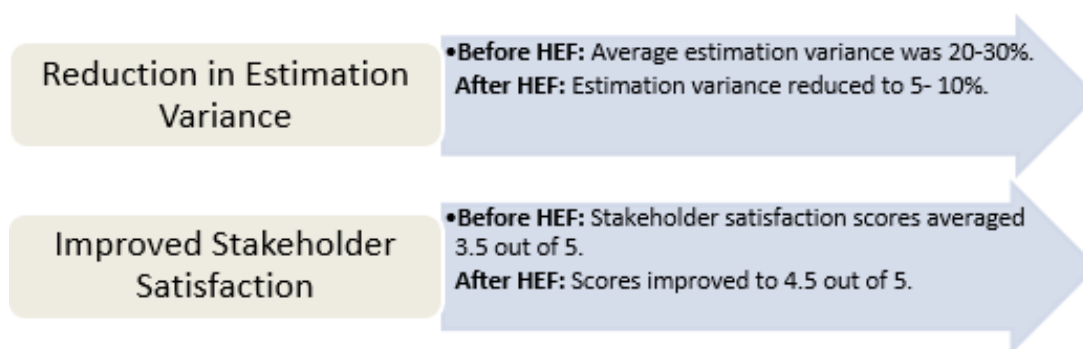 Reduction in Estimation
Variance
•Before HEF: Average estimation variance was 20-30%.
After HEF: Estimation variance reduced to 5- 10%.
Improved Stakeholder
Satisfaction
•Before HEF: Stakeholder satisfaction scores averaged
3.5 out of 5.
After HEF: Scores improved to 4.5 out of 5.